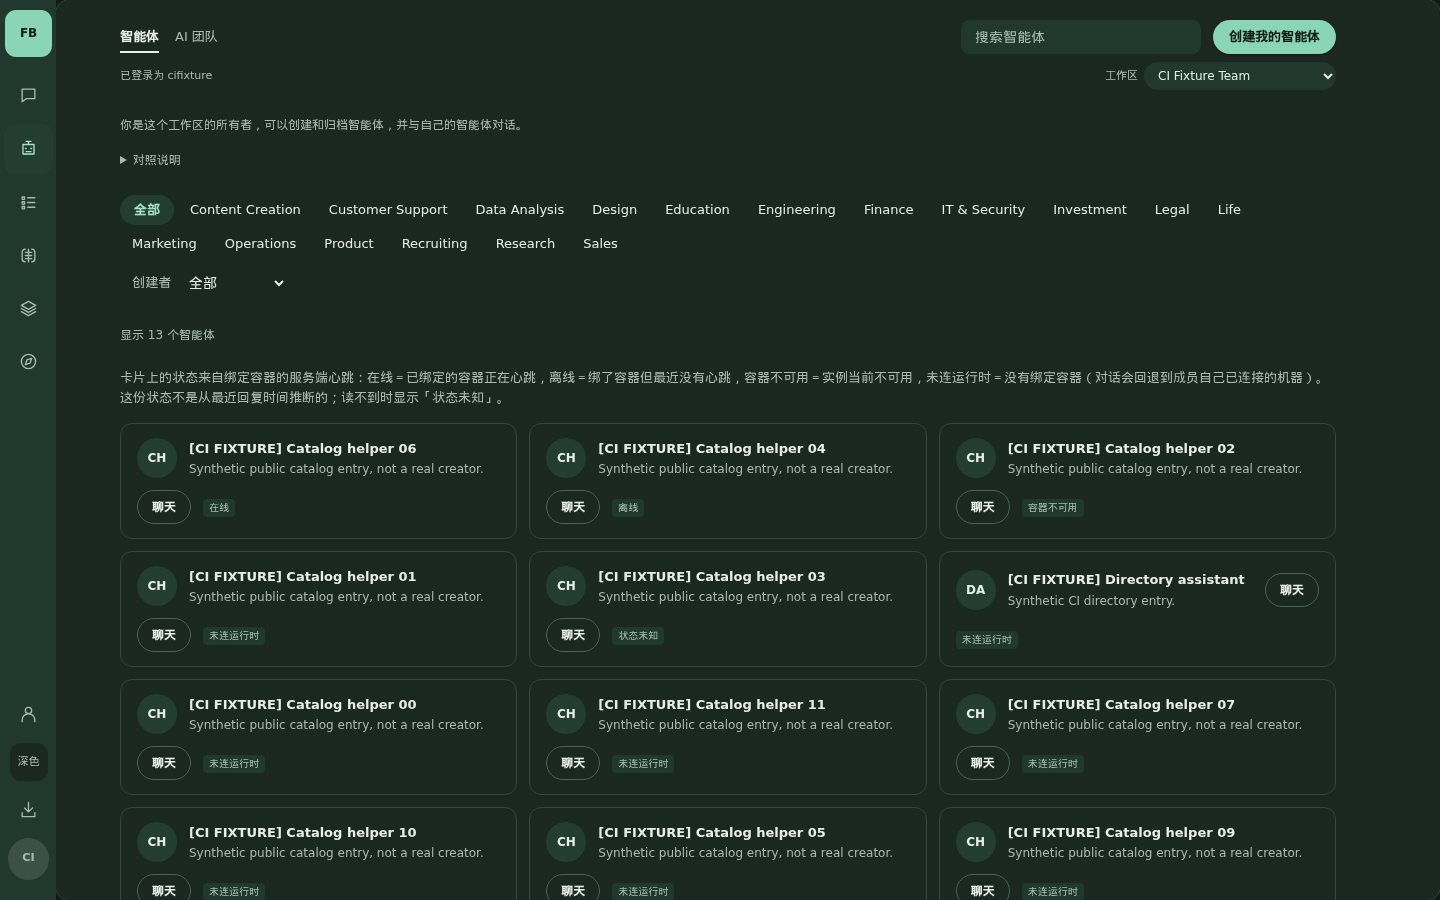 FB
智能体 AI 团队
搜索智能体
创建我的智能体
已登录为 cifixture
工作区 CI Fixture Team
你是这个工作区的所有者，可以创建和归档智能体，并与自己的智能体对话。
▶ 对照说明
全部 Content Creation Customer Support Data Analysis Design Education Engineering Finance IT & Security Investment Legal Life
Marketing Operations Product Recruiting Research Sales
创建者 全部
显示 13 个智能体
卡片上的状态来自绑定容器的服务端心跳：在线 = 已绑定的容器正在心跳，离线 = 绑了容器但最近没有心跳，容器不可用 = 实例当前不可用，未连运行时 = 没有绑定容器（对话会回退到成员自己已连接的机器）。
这份状态不是从最近回复时间推断的；读不到时显示「状态未知」。
CH
[CI FIXTURE] Catalog helper 06
Synthetic public catalog entry, not a real creator.
聊天 在线
CH
[CI FIXTURE] Catalog helper 04
Synthetic public catalog entry, not a real creator.
聊天 离线
CH
[CI FIXTURE] Catalog helper 02
Synthetic public catalog entry, not a real creator.
聊天 容器不可用
CH
[CI FIXTURE] Catalog helper 01
Synthetic public catalog entry, not a real creator.
聊天 未连运行时
CH
[CI FIXTURE] Catalog helper 03
Synthetic public catalog entry, not a real creator.
聊天 状态未知
DA
[CI FIXTURE] Directory assistant
Synthetic CI directory entry.
聊天
未连运行时
CH
[CI FIXTURE] Catalog helper 00
Synthetic public catalog entry, not a real creator.
聊天 未连运行时
CH
[CI FIXTURE] Catalog helper 11
Synthetic public catalog entry, not a real creator.
聊天 未连运行时
CH
[CI FIXTURE] Catalog helper 07
Synthetic public catalog entry, not a real creator.
聊天 未连运行时
CH
[CI FIXTURE] Catalog helper 10
Synthetic public catalog entry, not a real creator.
聊天 未连运行时
CH
[CI FIXTURE] Catalog helper 05
Synthetic public catalog entry, not a real creator.
聊天 未连运行时
CH
[CI FIXTURE] Catalog helper 09
Synthetic public catalog entry, not a real creator.
聊天 未连运行时
深色
CI